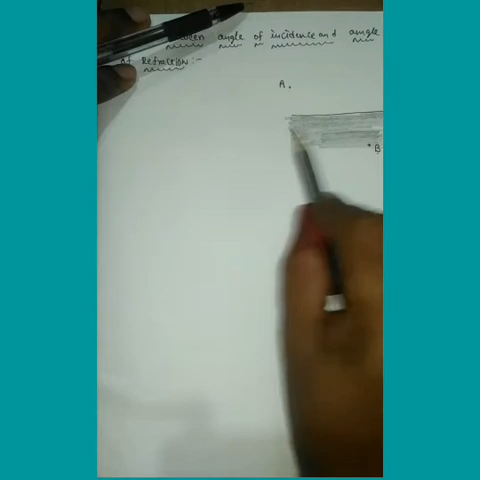 angle of incidence and angle
of Refraction :-
A.
B